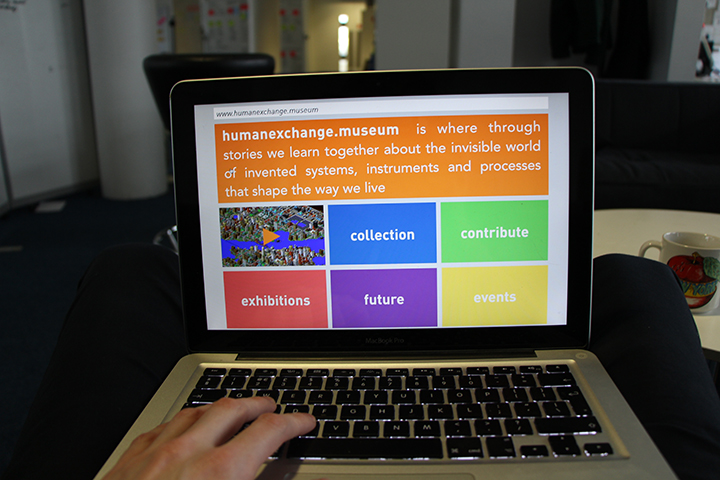 www.humanexchange.museum
humanexchange.museum is where through
stories we learn together about the invisible world
of invented systems, instruments and processes
that shape the way we live
collection
contribute
exhibitions
future
events
MacBook Pro